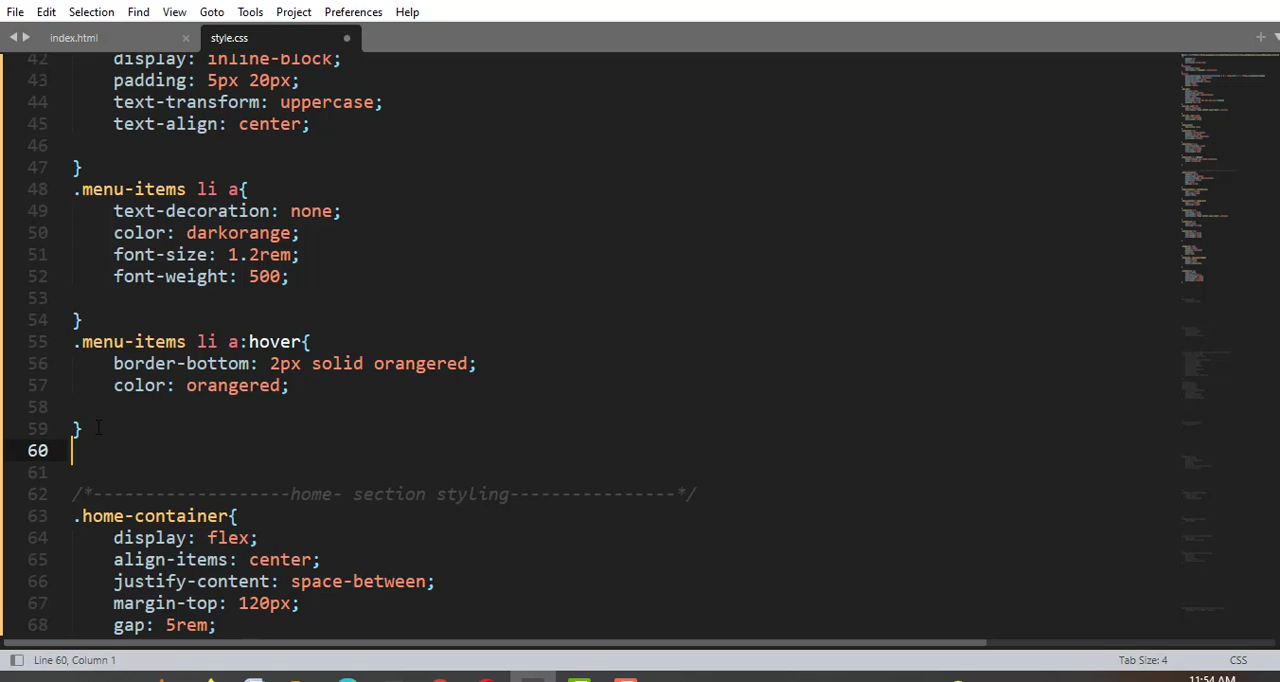 File Edit Selection Find View Goto Tools Project Preferences Help
index.html × style.css
42 display: inline-block;
43 padding: 5px 20px;
44 text-transform: uppercase;
45 text-align: center;
46
47 }
48 .menu-items li a{
49 text-decoration: none;
50 color: darkorange;
51 font-size: 1.2rem;
52 font-weight: 500;
53
54 }
55 .menu-items li a:hover{
56 border-bottom: 2px solid orangered;
57 color: orangered;
58
59 }
60
61
62 /*-------------------home- section styling----------------*/
63 .home-container{
64 display: flex;
65 align-items: center;
66 justify-content: space-between;
67 margin-top: 120px;
68 gap: 5rem;
Line 60, Column 1 Tab Size: 4 CSS
11:54 AM